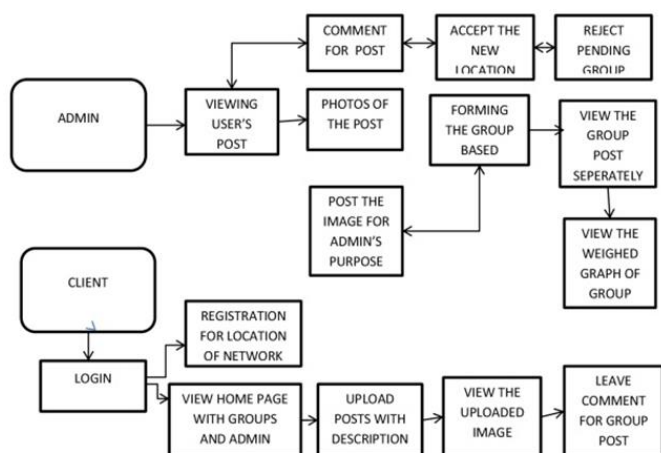 COMMENT
FOR POST
ACCEPT THE
NEW
LOCATION
REJECT
PENDING
GROUP
ADMIN
VIEWING
USER'S
POST
PHOTOS OF
THE POST
FORMING
THE GROUP
BASED
VIEW THE
GROUP
POST
SEPERATELY
POST THE
IMAGE FOR
ADMIN'S
PURPOSE
VIEW THE
WEIGHED
GRAPH OF
GROUP
CLIENT
REGISTRATION
FOR LOCATION
OF NETWORK
LOGIN
VIEW HOME PAGE
WITH GROUPS
AND ADMIN
UPLOAD
POSTS WITH
DESCRIPTION
VIEW THE
UPLOADED
IMAGE
LEAVE
COMMENT
FOR GROUP
POST